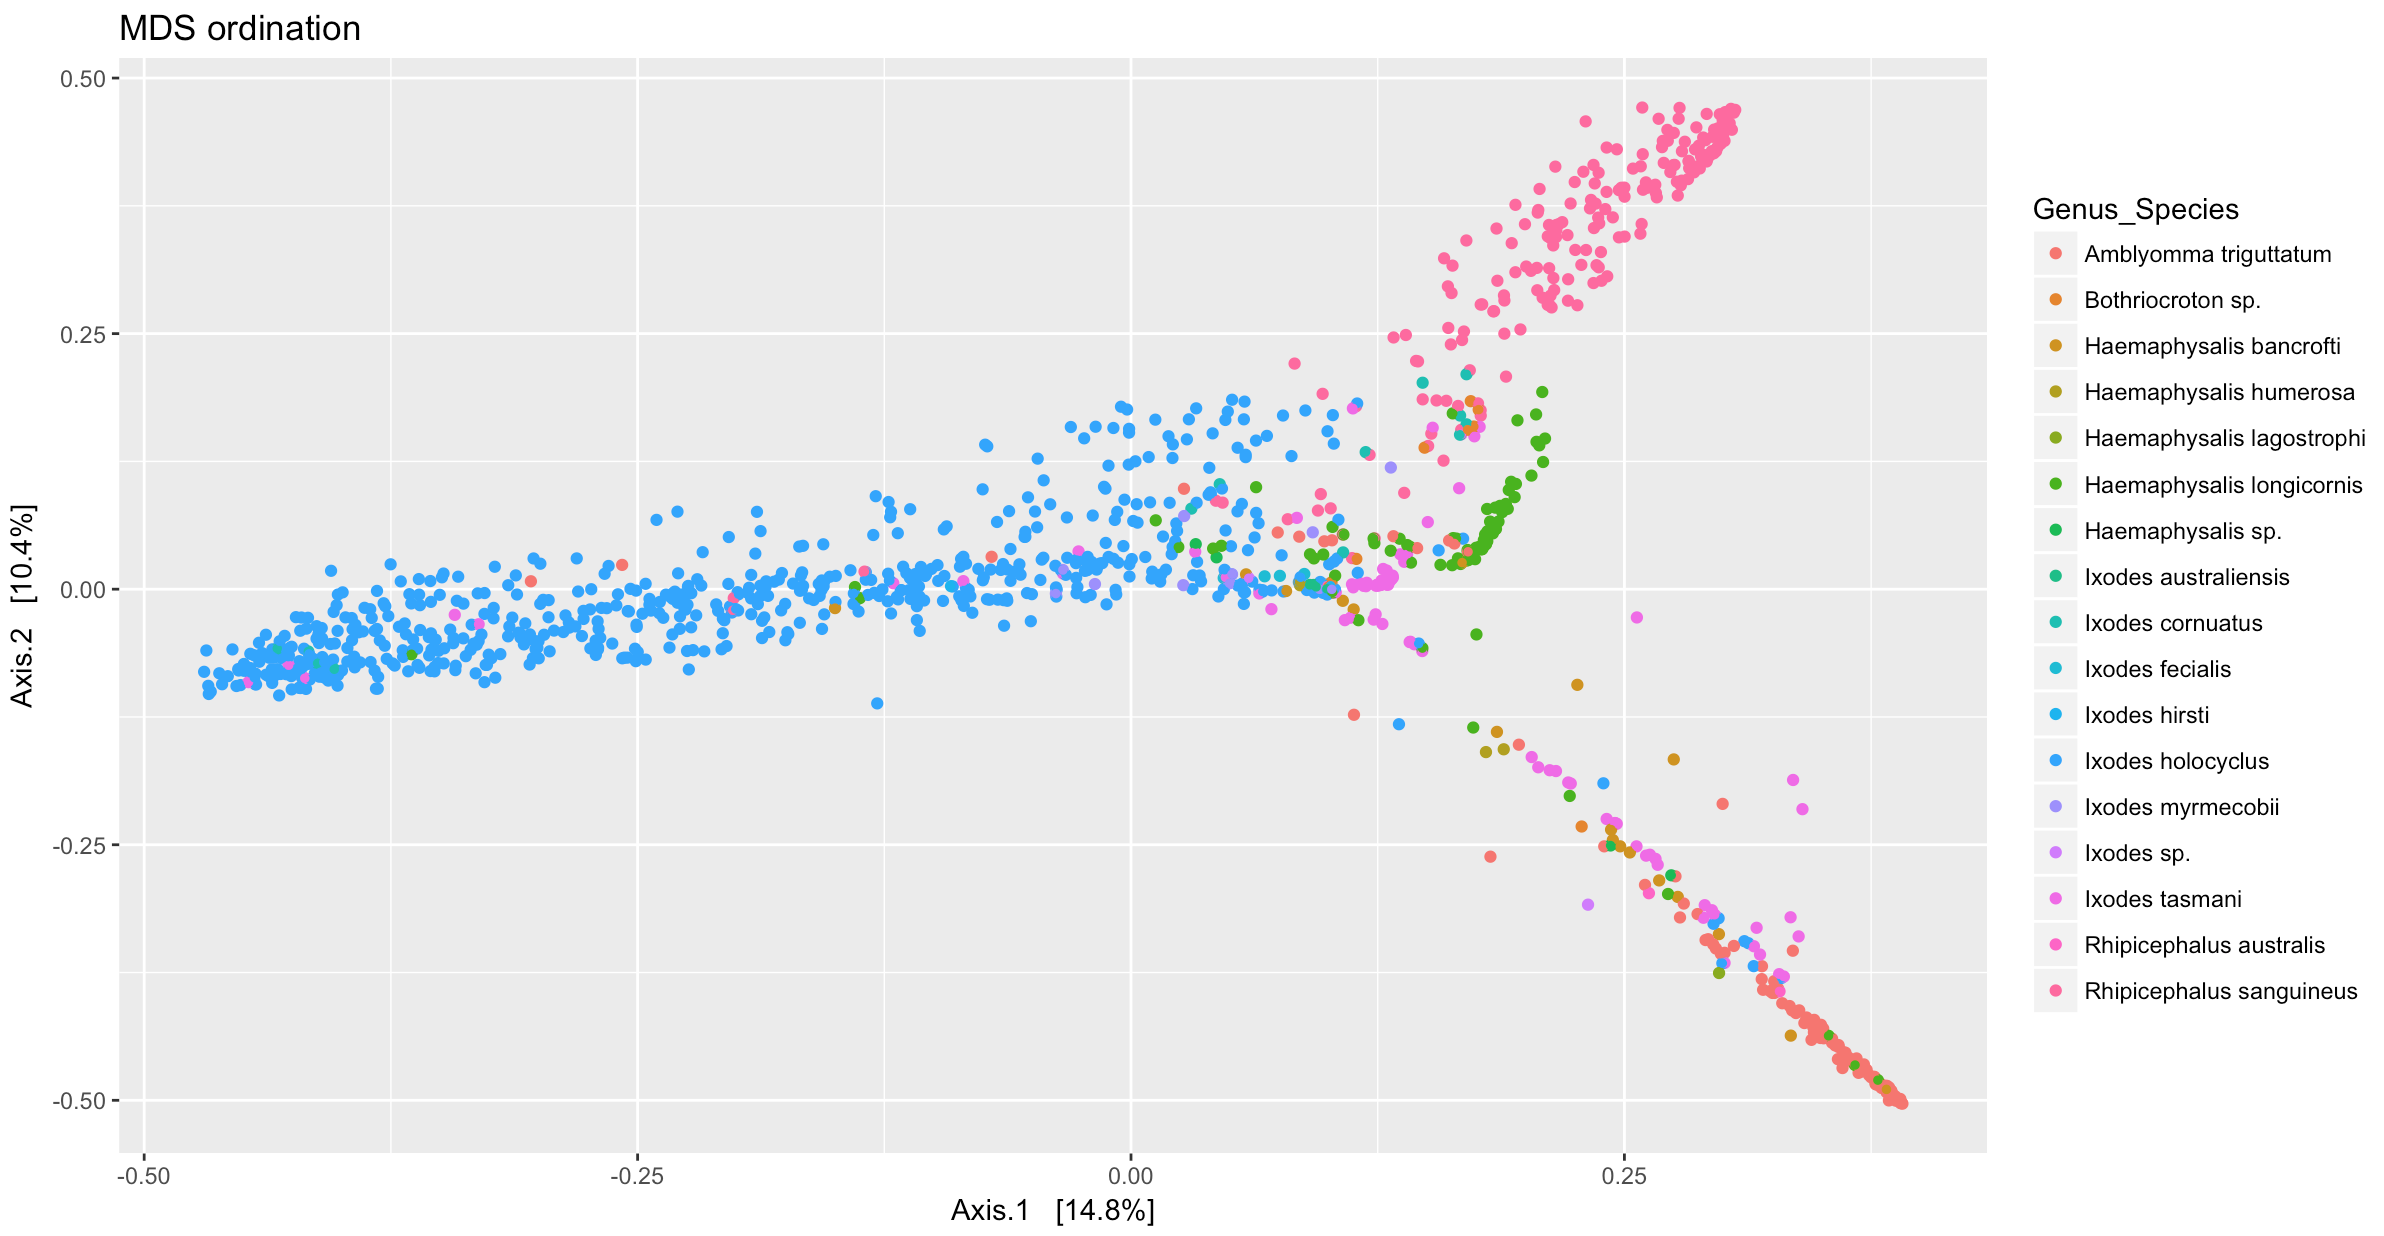 MDS ordination
0.50
0.25
0.00
-0.25
-0.50
Axis.2 [10.4%]
-0.50
-0.25
0.00
0.25
Axis.1 [14.8%]
Genus_Species
Amblyomma triguttatum
Bothriocroton sp.
Haemaphysalis bancrofti
Haemaphysalis humerosa
Haemaphysalis lagostrophi
Haemaphysalis longicornis
Haemaphysalis sp.
Ixodes australiensis
Ixodes cornuatus
Ixodes fecialis
Ixodes hirsti
Ixodes holocyclus
Ixodes myrmecobii
Ixodes sp.
Ixodes tasmani
Rhipicephalus australis
Rhipicephalus sanguineus